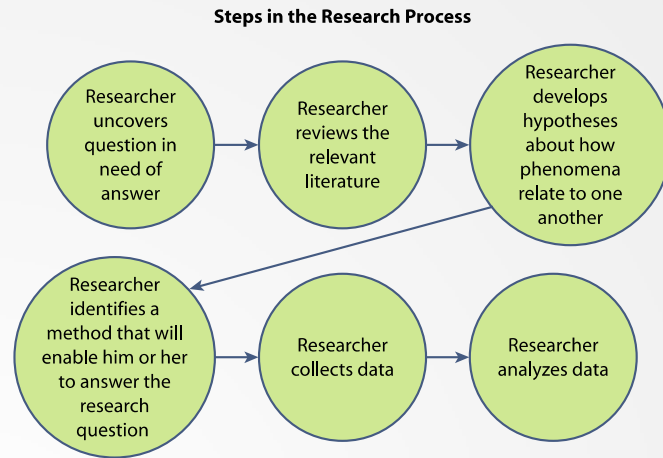 Steps in the Research Process
Researcher
uncovers
question in
need of
answer
Researcher
reviews the
relevant
literature
Researcher
develops
hypotheses
about how
phenomena
relate to one
another
Researcher
identifies a
method that will
enable him or her
to answer the
research
question
Researcher
collects data
Researcher
analyzes data